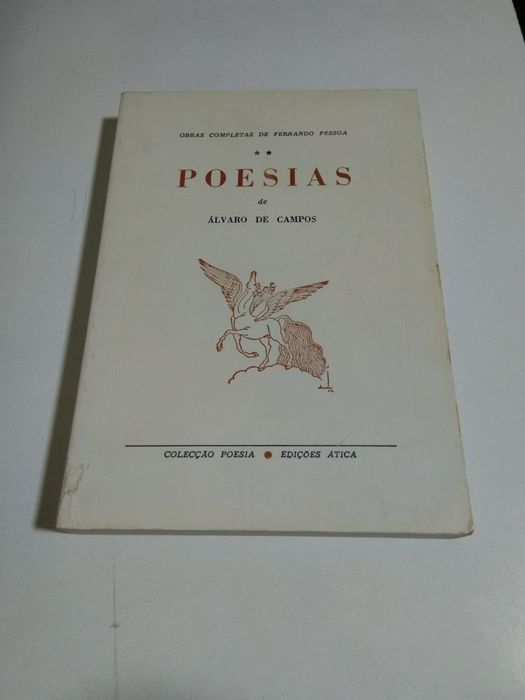 OBRAS COMPLETAS DE FERNANDO PESSOA
★ ★
POESIAS
de
ÁLVARO DE CAMPOS
COLECÇÃO POESIA ● EDIÇÕES ÁTICA